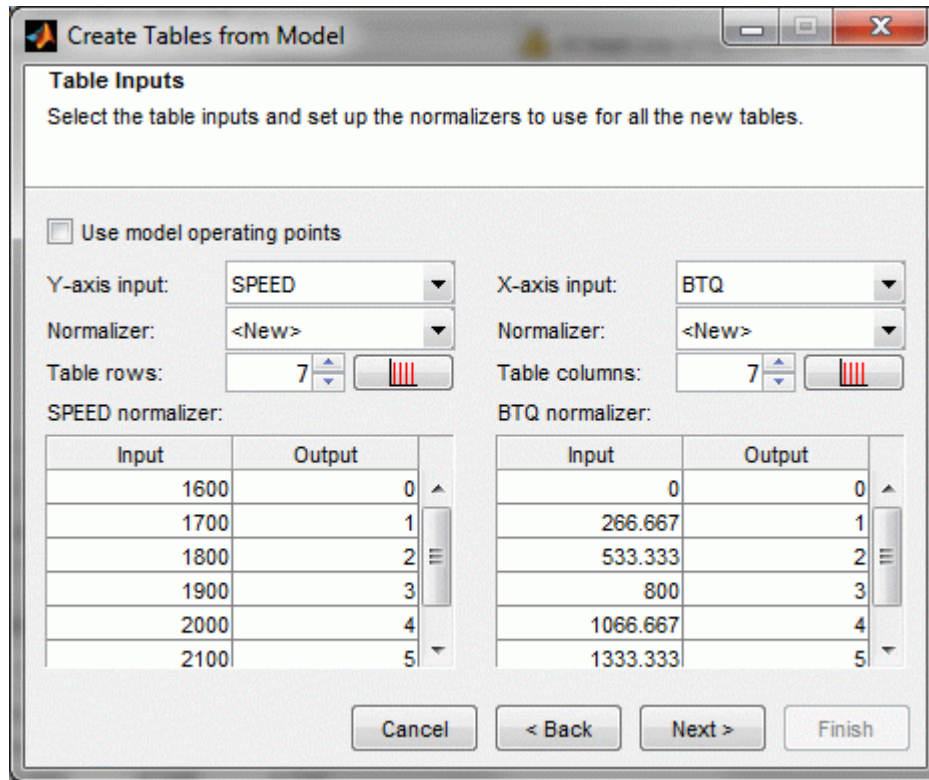 Create Tables from Model
Table Inputs
Select the table inputs and set up the normalizers to use for all the new tables.
Use model operating points
Y-axis input: SPEED X-axis input: BTQ
Normalizer: <New> Normalizer: <New>
Table rows: 7 Table columns: 7
SPEED normalizer: BTQ normalizer:
Input Output Input Output
1600 0 0 0
1700 1 266.667 1
1800 2 533.333 2
1900 3 800 3
2000 4 1066.667 4
2100 5 1333.333 5
Cancel < Back Next > Finish